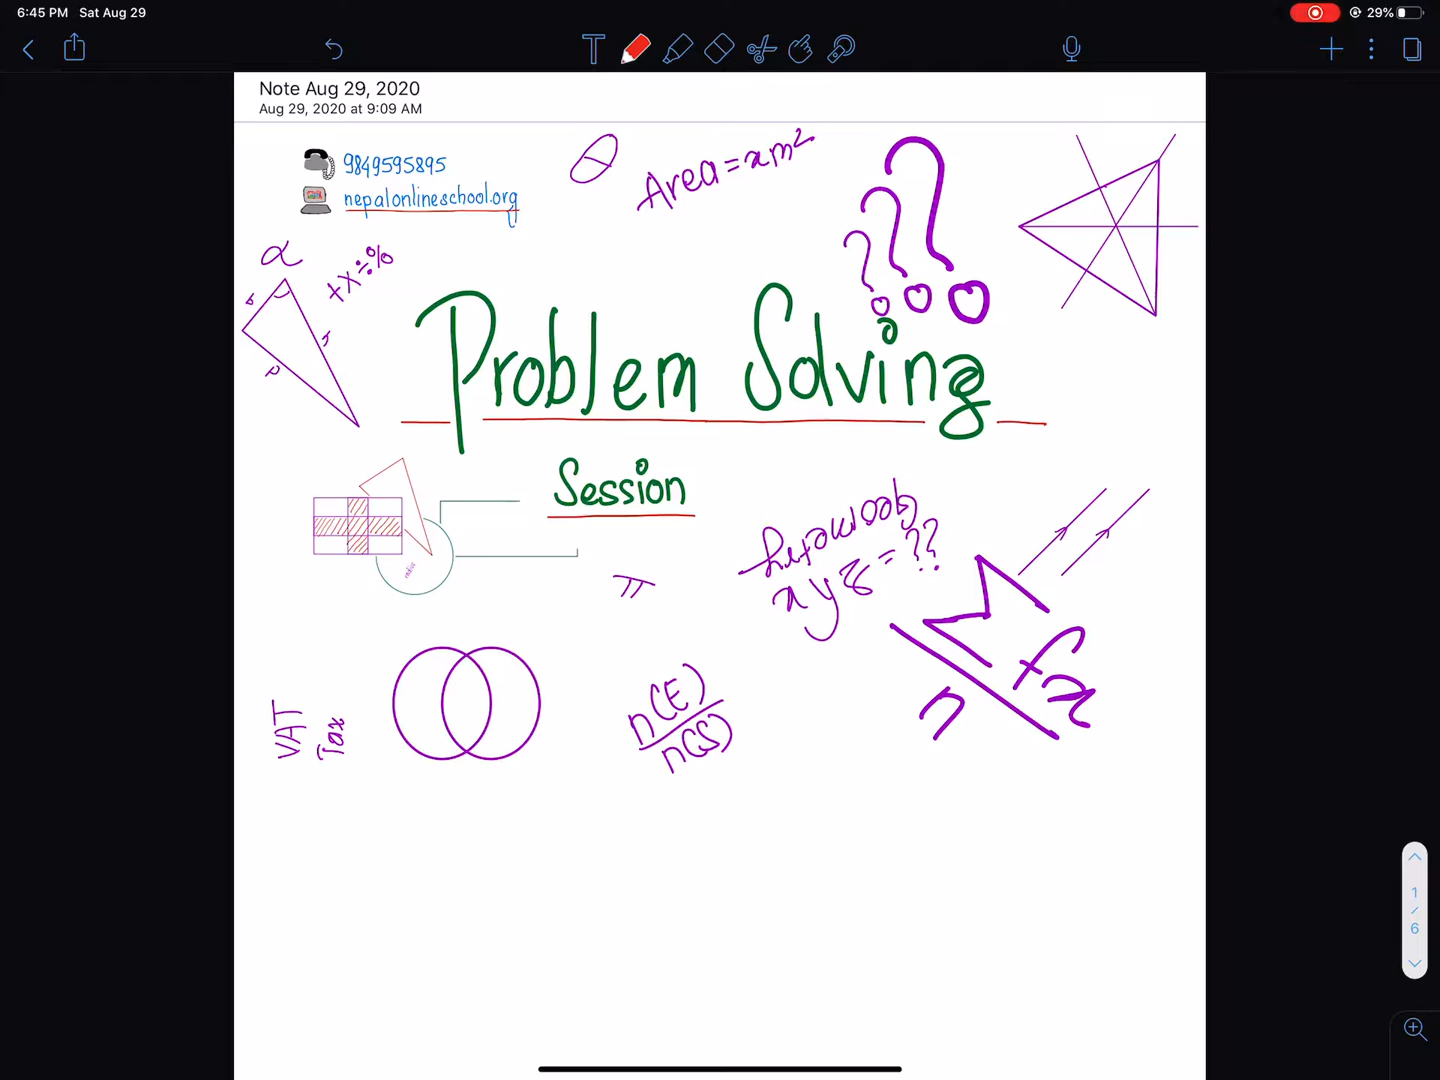 6:45 PM Sat Aug 29
29%
Note Aug 29, 2020
Aug 29, 2020 at 9:09 AM
9849595895
nepalonlineschool.org
θ
Area = x m²
α
+ × ÷ %
Problem Solving
Session
π
x y z = ??
Σ fx
n
VAT
Tax
n(E)
n(S)
1
/
6